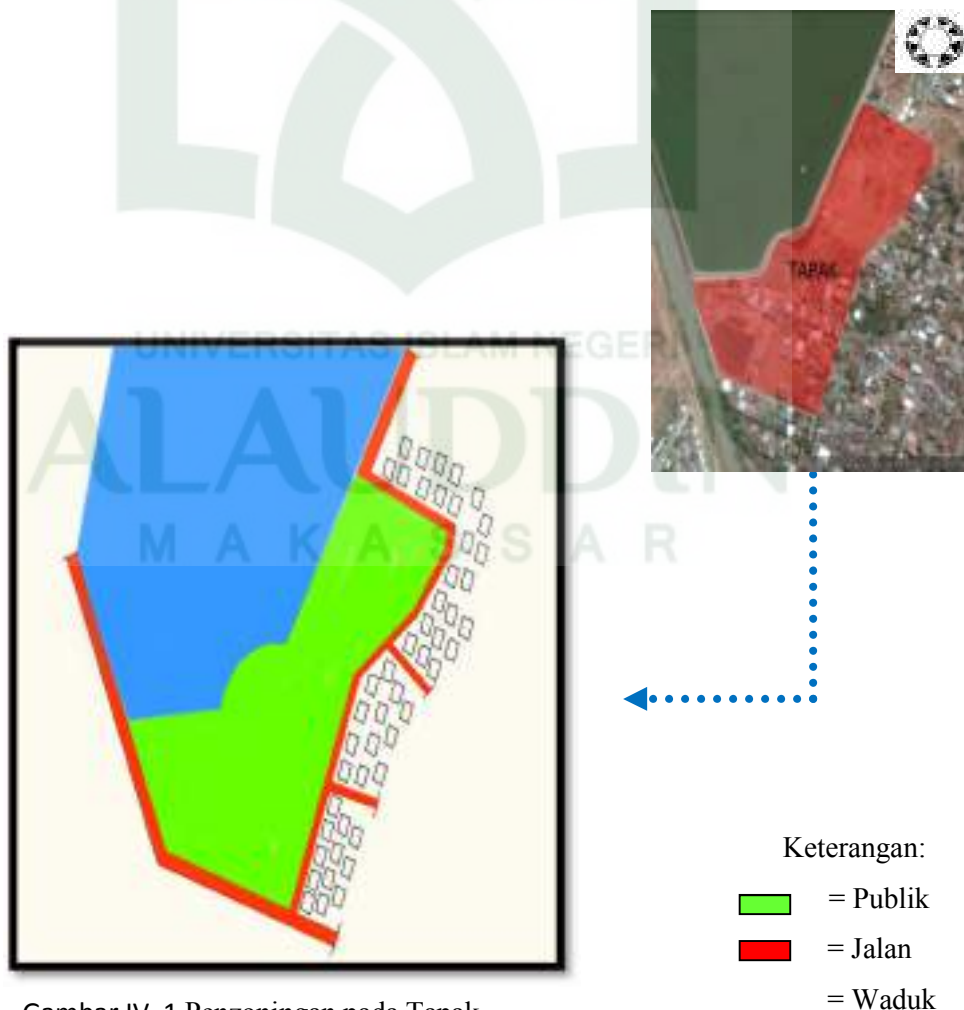 TAPAK
UNIVERSITAS ISLAM NEGERI
ALAUDDIN
MAKASSAR
Keterangan:
= Publik
= Jalan
= Waduk
Gambar IV. 1 Penzoningan pada Tapak